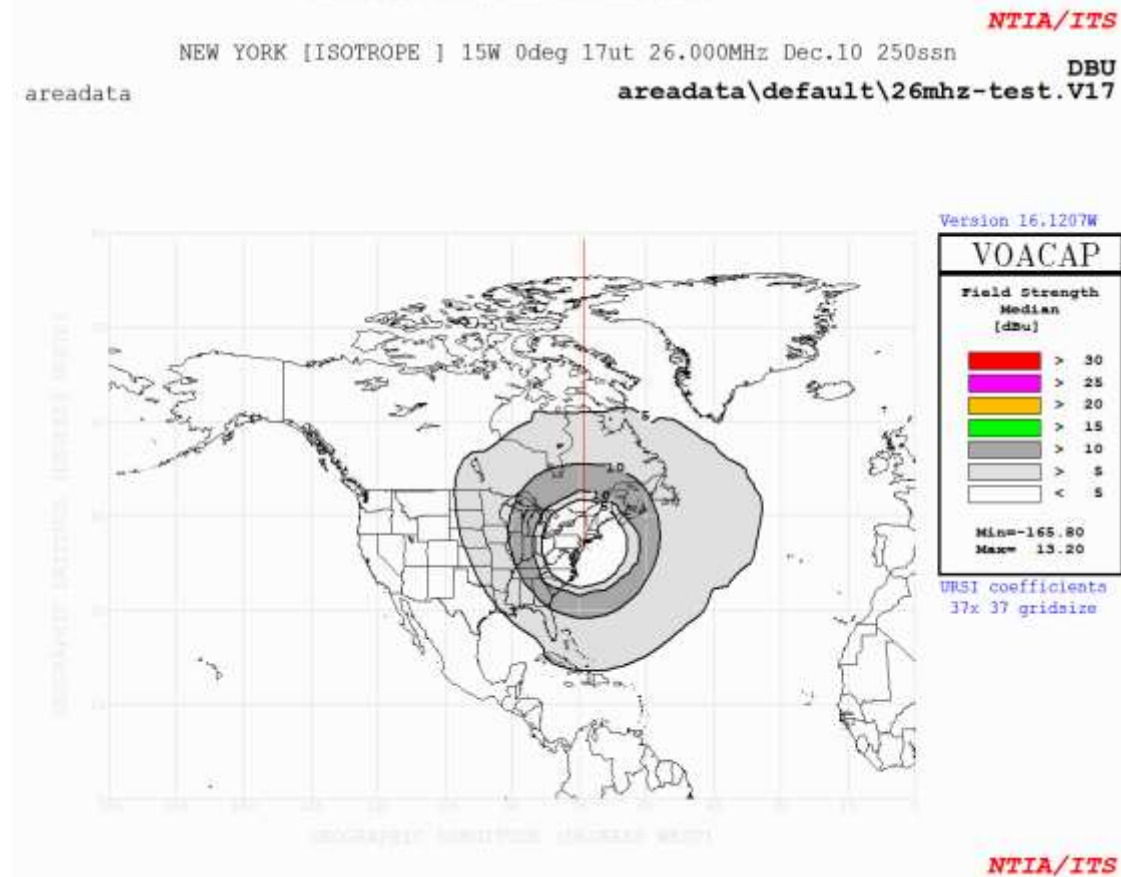 NTIA/ITS
NEW YORK [ISOTROPE ] 15W 0deg 17ut 26.000MHz Dec.10 250ssn
DBU
areadata
areadata\default\26mhz-test.V17
Version 16.1207W
VOACAP
Field Strength
Median
[dBu]
> 30
> 25
> 20
> 15
> 10
> 5
< 5
Min=-165.80
Max= 13.20
URSI coefficients
37x 37 gridsize
5
10
10
NTIA/ITS